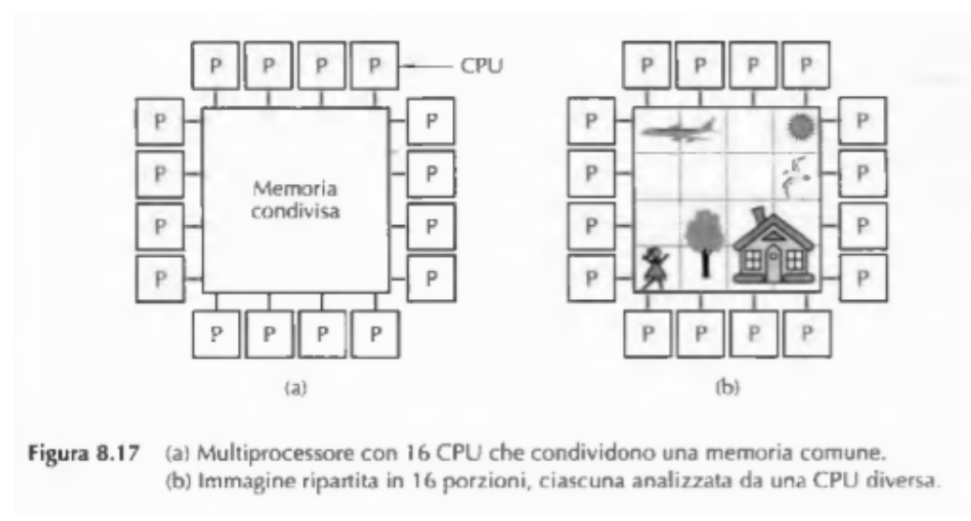 P P P P CPU
P P
P P
P P
P P
Memoria
condivisa
P P P P
(a)
P P P P
P P
P P
P P
P P
P P P P
(b)
Figura 8.17 (a) Multiprocessore con 16 CPU che condividono una memoria comune.
(b) Immagine ripartita in 16 porzioni, ciascuna analizzata da una CPU diversa.